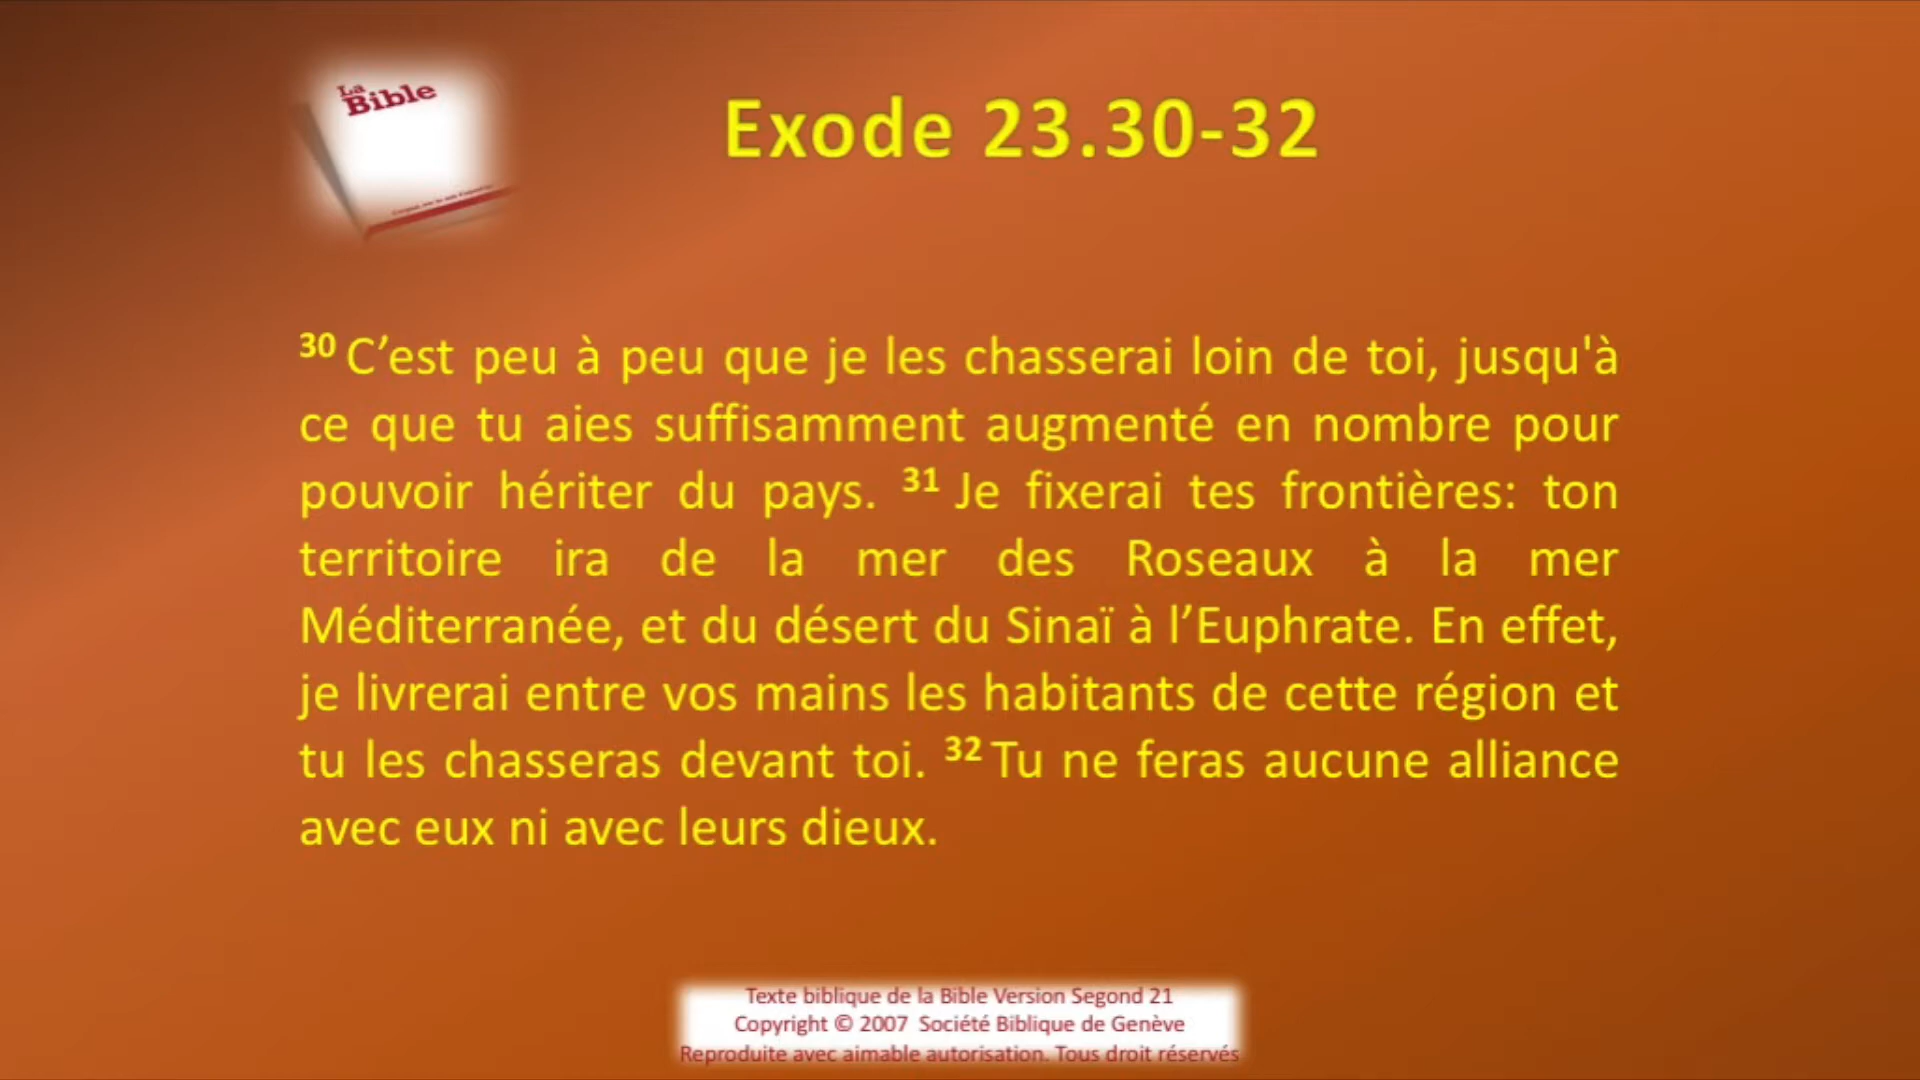 La
Bible
Exode 23.30-32
30 C’est peu à peu que je les chasserai loin de toi, jusqu'à
ce que tu aies suffisamment augmenté en nombre pour
pouvoir hériter du pays. 31 Je fixerai tes frontières: ton
territoire ira de la mer des Roseaux à la mer
Méditerranée, et du désert du Sinaï à l’Euphrate. En effet,
je livrerai entre vos mains les habitants de cette région et
tu les chasseras devant toi. 32 Tu ne feras aucune alliance
avec eux ni avec leurs dieux.
Texte biblique de la Bible Version Segond 21
Copyright © 2007 Société Biblique de Genève
Reproduite avec aimable autorisation. Tous droit réservés